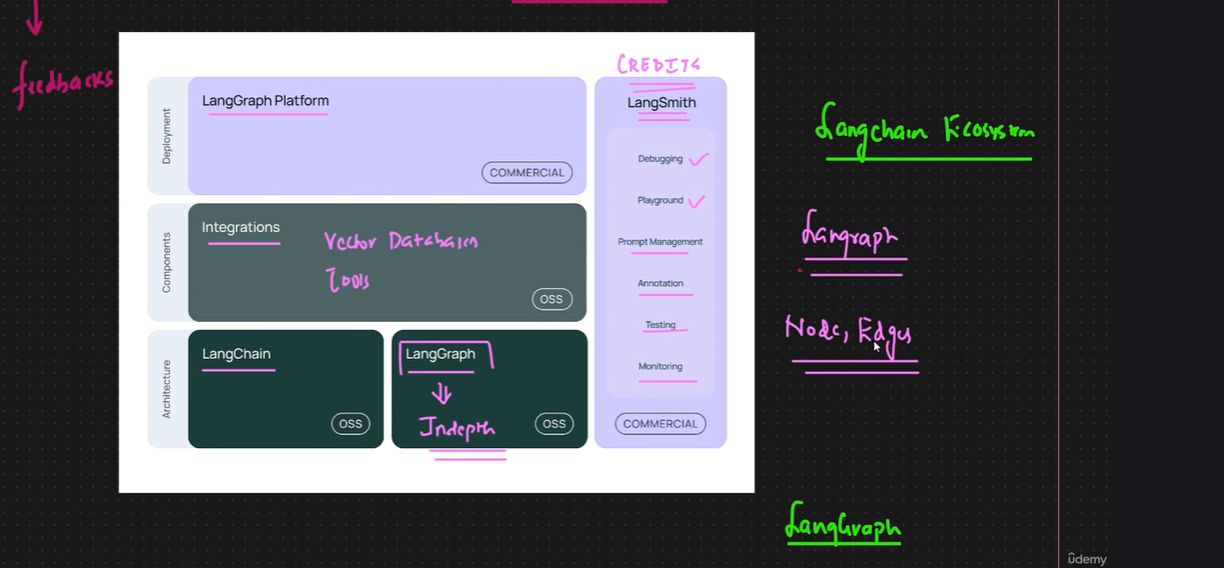 feedbacks
CREDITS
Deployment
LangGraph Platform
COMMERCIAL
Components
Integrations
Vector Databases
Tools
OSS
Architecture
LangChain
OSS
LangGraph
Indepth
OSS
LangSmith
Debugging
Playground
Prompt Management
Annotation
Testing
Monitoring
COMMERCIAL
Langchain Ecosystem
Langraph
Node, Edges
LangGraph
ûdemy